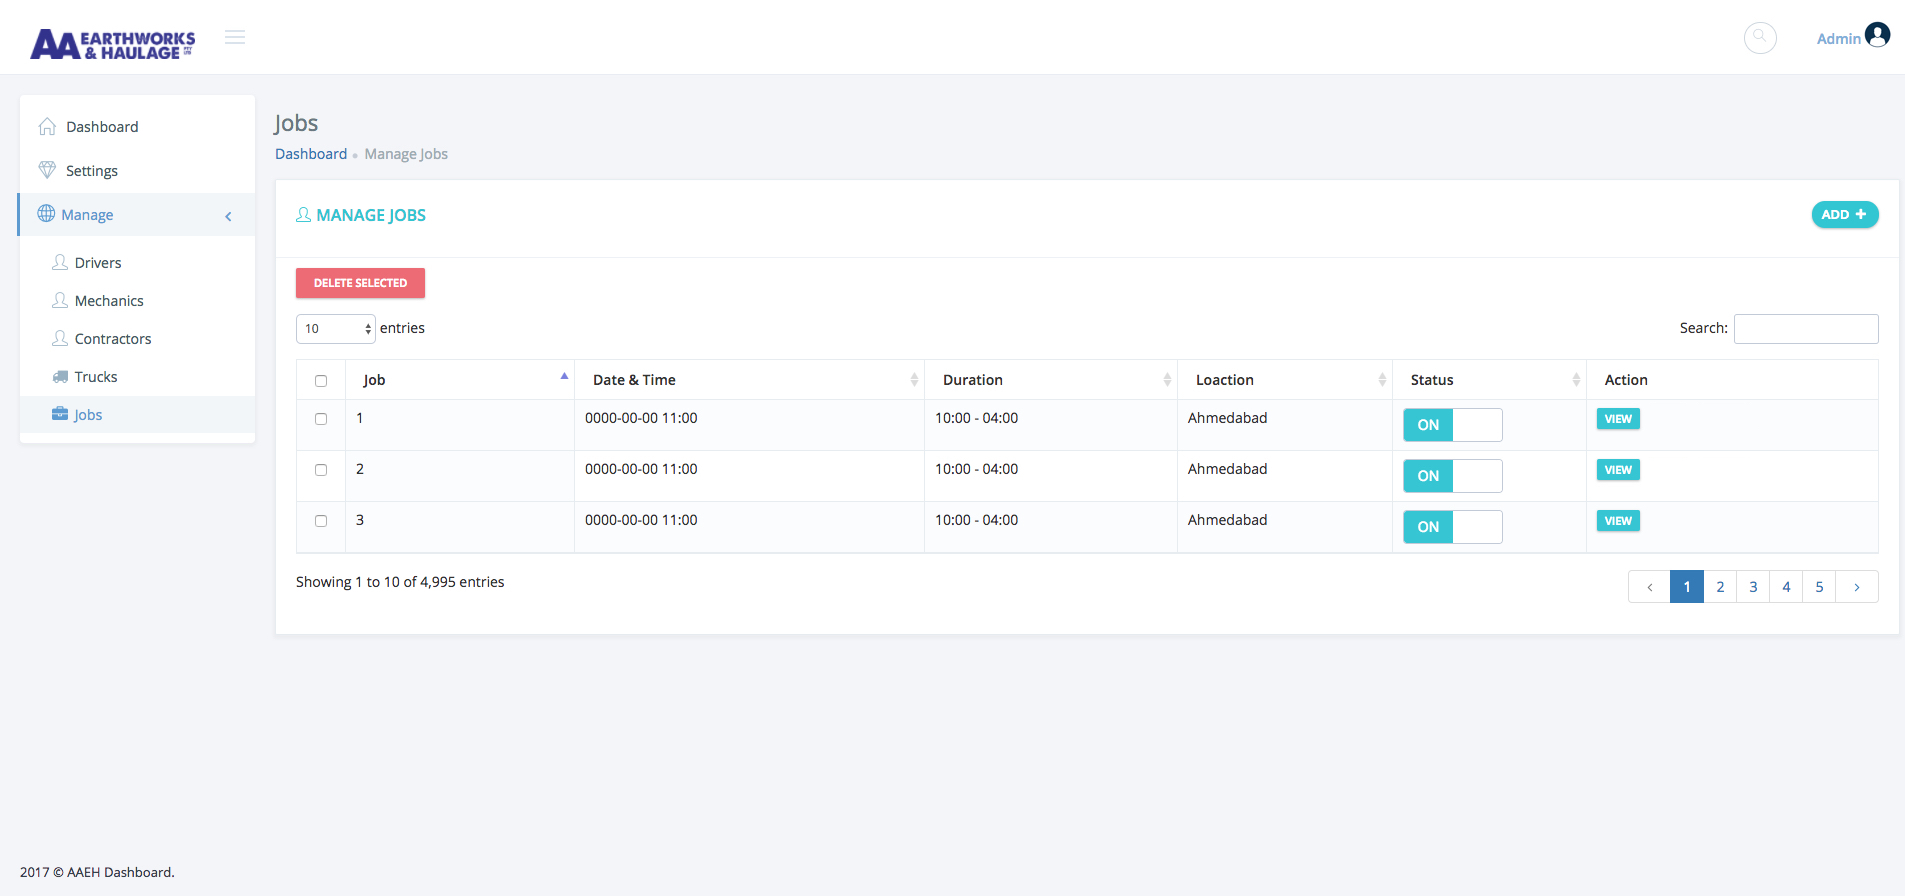 AA EARTHWORKS
& HAULAGE PTY LTD
Admin
Dashboard
Settings
Manage
Drivers
Mechanics
Contractors
Trucks
Jobs
Jobs
Dashboard Manage Jobs
MANAGE JOBS
ADD +
DELETE SELECTED
10 entries
Search:
Job Date & Time Duration Loaction Status Action
1 0000-00-00 11:00 10:00 - 04:00 Ahmedabad ON VIEW
2 0000-00-00 11:00 10:00 - 04:00 Ahmedabad ON VIEW
3 0000-00-00 11:00 10:00 - 04:00 Ahmedabad ON VIEW
Showing 1 to 10 of 4,995 entries
‹ 1 2 3 4 5 ›
2017 © AAEH Dashboard.